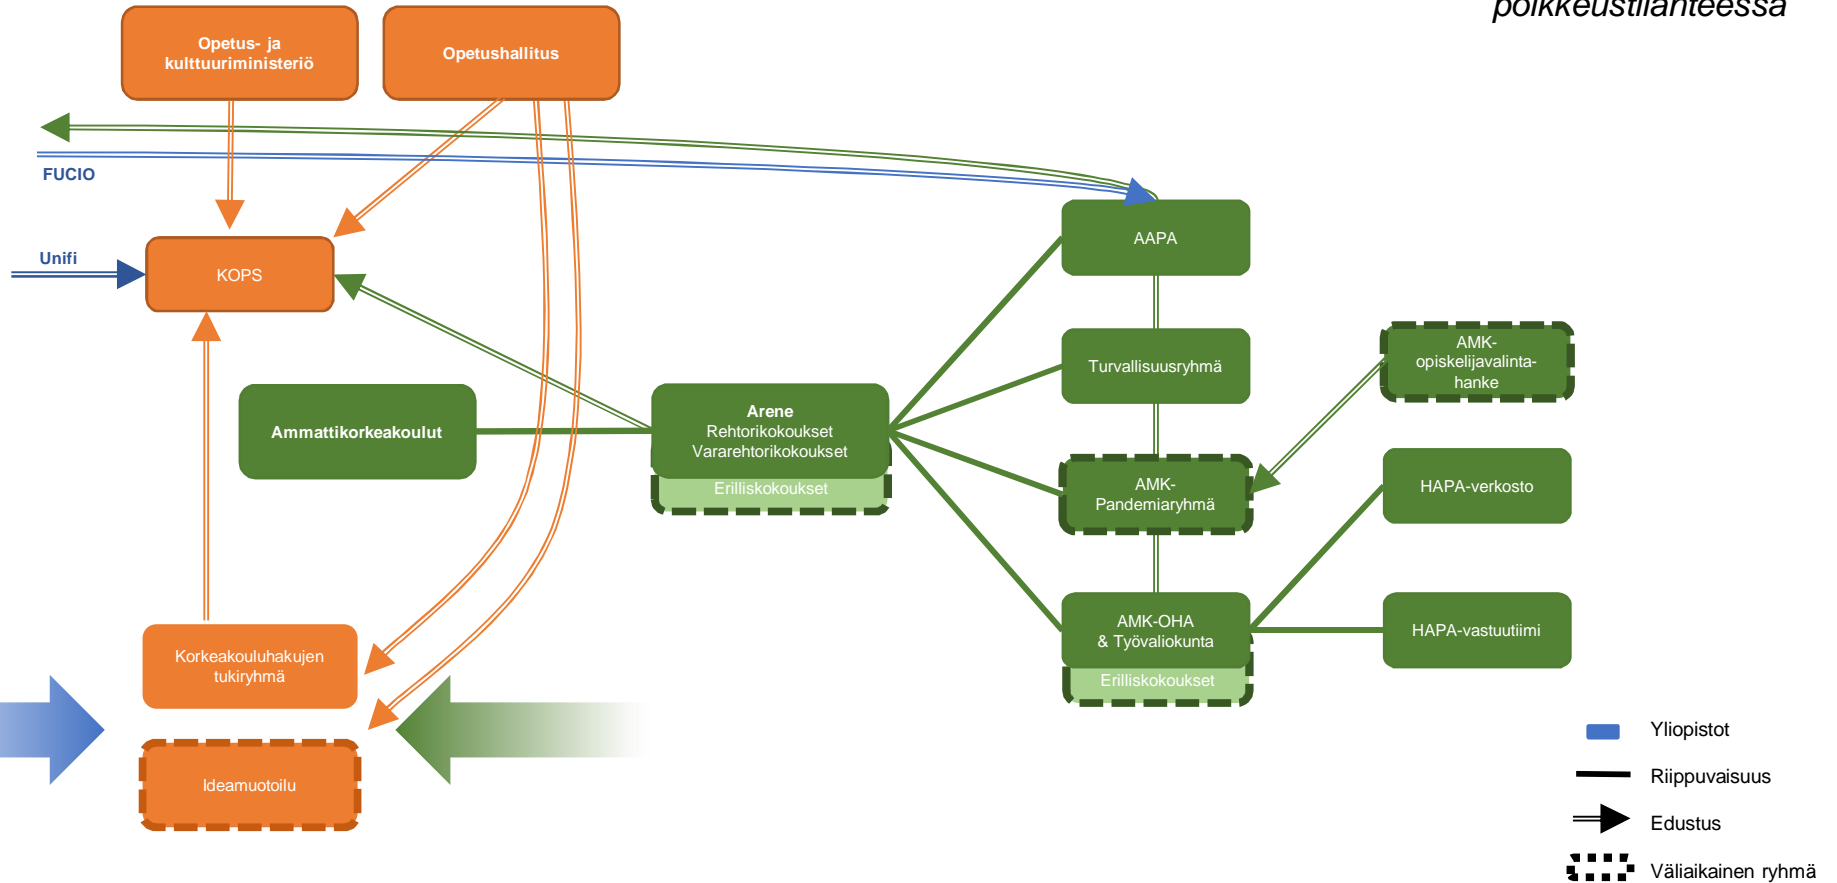 poikkeustilanteessa
Opetus- ja
kulttuuriministeriö
Opetushallitus
FUCIO
Unifi
KOPS
AAPA
Turvallisuusryhmä
AMK-
opiskelijavalinta-
hanke
Ammattikorkeakoulut
Arene
Rehtorikokoukset
Vararehtorikokoukset
Erilliskokoukset
AMK-
Pandemiaryhmä
HAPA-verkosto
AMK-OHA
& Työvaliokunta
Erilliskokoukset
HAPA-vastuutiimi
Korkeakouluhakujen
tukiryhmä
Ideamuotoilu
Yliopistot
Riippuvaisuus
Edustus
Väliaikainen ryhmä